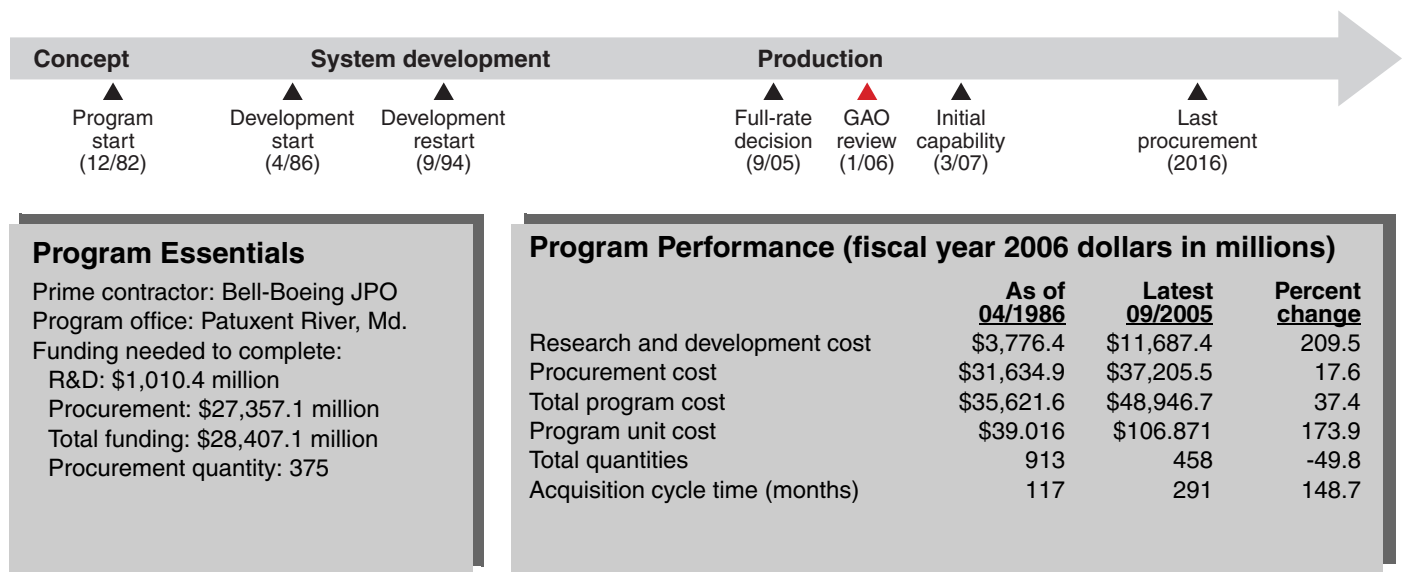 Concept System development Production
Program start (12/82)
Development start (4/86)
Development restart (9/94)
Full-rate decision (9/05)
GAO review (1/06)
Initial capability (3/07)
Last procurement (2016)
Program Essentials
Prime contractor: Bell-Boeing JPO
Program office: Patuxent River, Md.
Funding needed to complete:
R&D: $1,010.4 million
Procurement: $27,357.1 million
Total funding: $28,407.1 million
Procurement quantity: 375
Program Performance (fiscal year 2006 dollars in millions)
As of 04/1986 Latest 09/2005 Percent change
Research and development cost $3,776.4 $11,687.4 209.5
Procurement cost $31,634.9 $37,205.5 17.6
Total program cost $35,621.6 $48,946.7 37.4
Program unit cost $39.016 $106.871 173.9
Total quantities 913 458 -49.8
Acquisition cycle time (months) 117 291 148.7